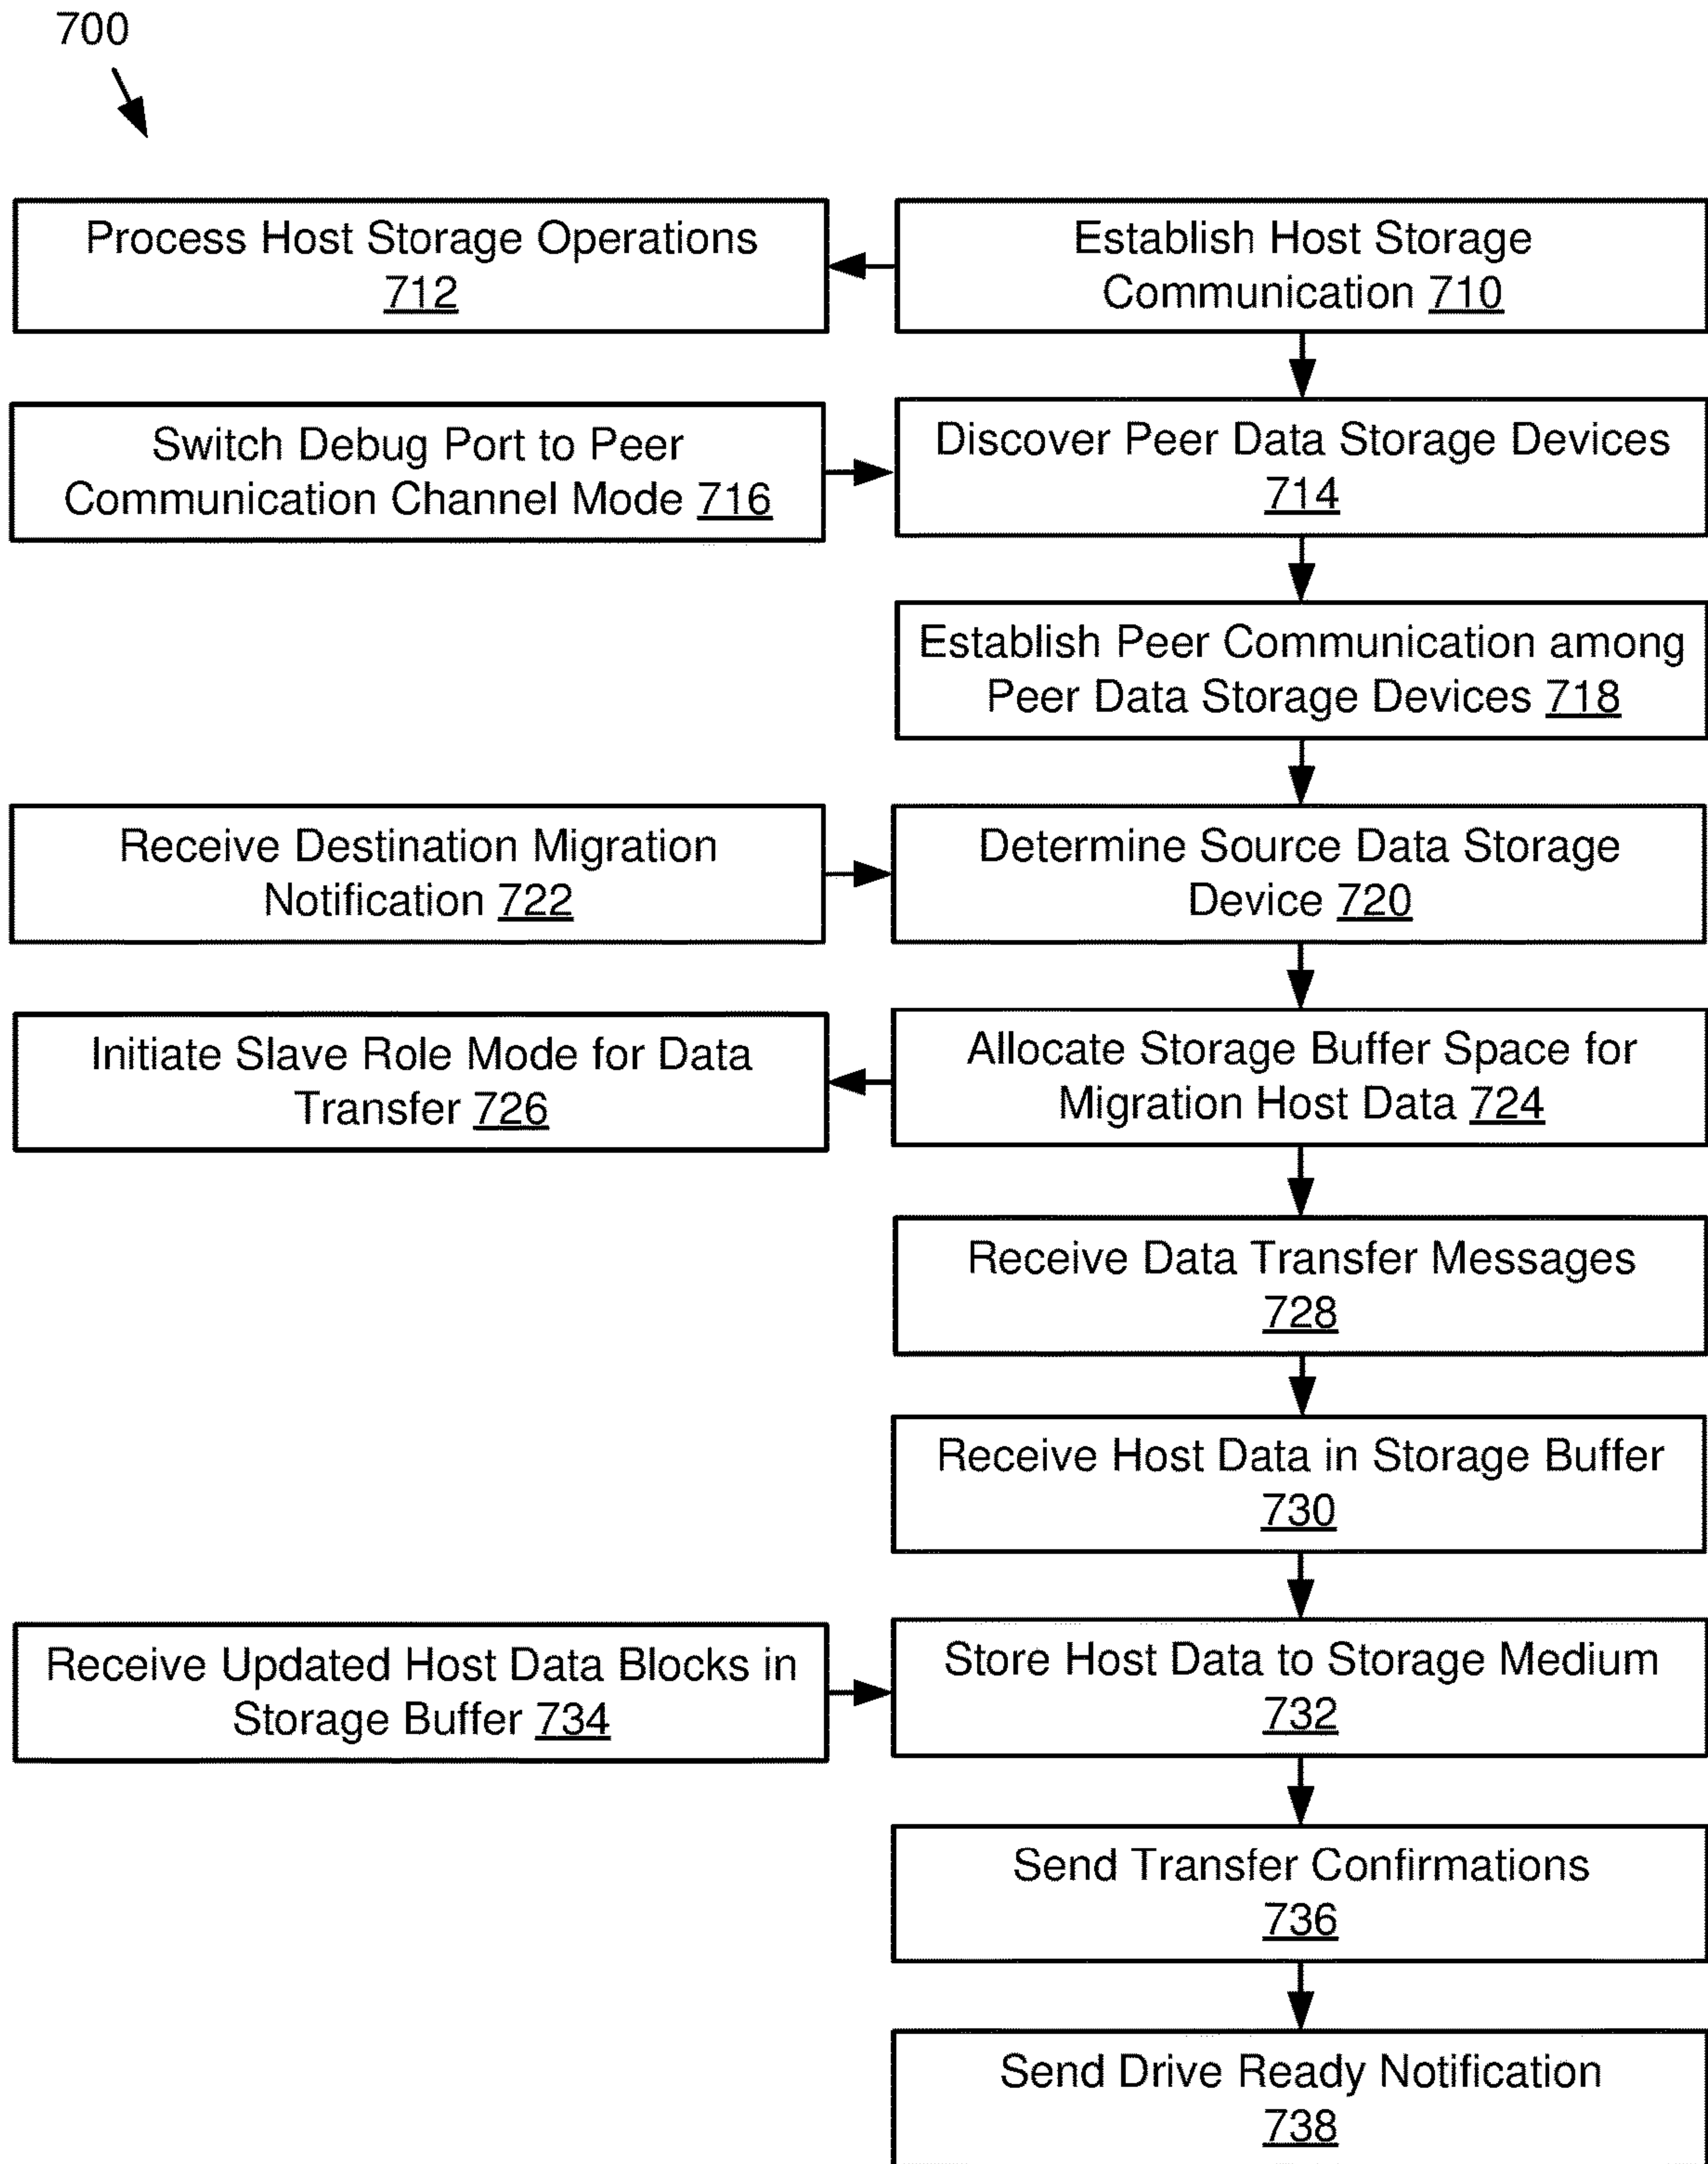 700
Process Host Storage Operations
712
Establish Host Storage
Communication 710
Switch Debug Port to Peer
Communication Channel Mode 716
Discover Peer Data Storage Devices
714
Establish Peer Communication among
Peer Data Storage Devices 718
Receive Destination Migration
Notification 722
Determine Source Data Storage
Device 720
Initiate Slave Role Mode for Data
Transfer 726
Allocate Storage Buffer Space for
Migration Host Data 724
Receive Data Transfer Messages
728
Receive Host Data in Storage Buffer
730
Receive Updated Host Data Blocks in
Storage Buffer 734
Store Host Data to Storage Medium
732
Send Transfer Confirmations
736
Send Drive Ready Notification
738